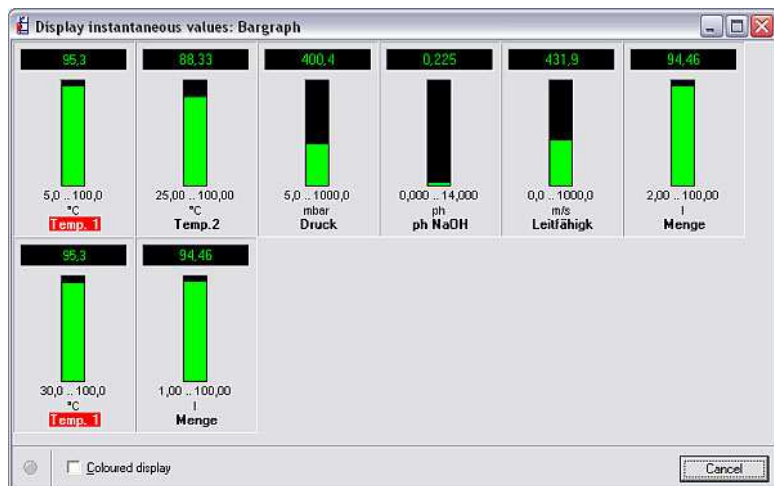 Display instantaneous values: Bargraph
95,3
88,33
400,4
0,225
431,9
94,46
5,0 .. 100,0
25,00 .. 100,00
5,0 .. 1000,0
0,000 .. 14,000
0,0 .. 1000,0
2,00 .. 100,00
°C
°C
mbar
ph
m/s
l
Temp. 1
Temp.2
Druck
ph NaOH
Leitfähigk
Menge
95,3
94,46
30,0 .. 100,0
1,00 .. 100,00
°C
l
Temp. 1
Menge
Coloured display
Cancel